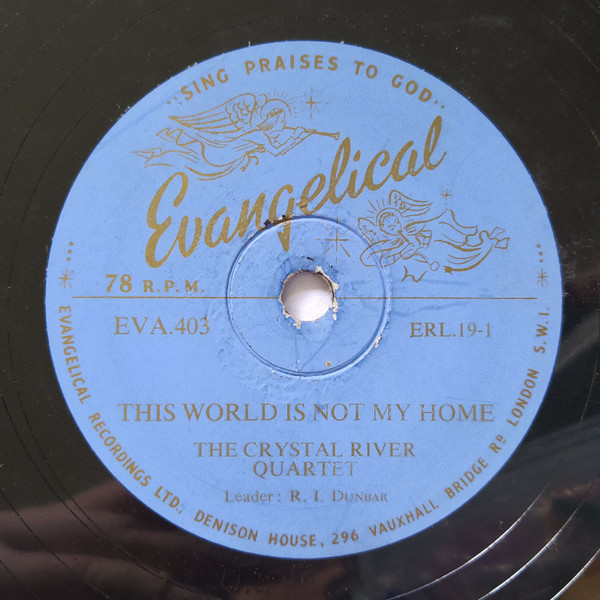 ..SING PRAISES TO GOD..
Evangelical
78 R.P.M.
EVA.403
ERL.19-1
THIS WORLD IS NOT MY HOME
THE CRYSTAL RIVER
QUARTET
Leader: R. I. DUNBAR
EVANGELICAL RECORDINGS LTD., DENISON HOUSE, 296 VAUXHALL BRIDGE RD LONDON S.W.1.